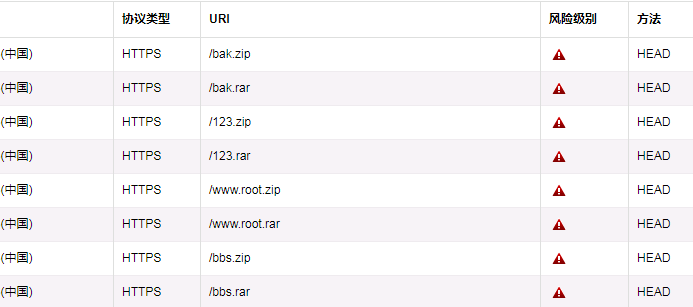 协议类型 URI 风险级别 方法
(中国) HTTPS /bak.zip HEAD
(中国) HTTPS /bak.rar HEAD
(中国) HTTPS /123.zip HEAD
(中国) HTTPS /123.rar HEAD
(中国) HTTPS /www.root.zip HEAD
(中国) HTTPS /www.root.rar HEAD
(中国) HTTPS /bbs.zip HEAD
(中国) HTTPS /bbs.rar HEAD